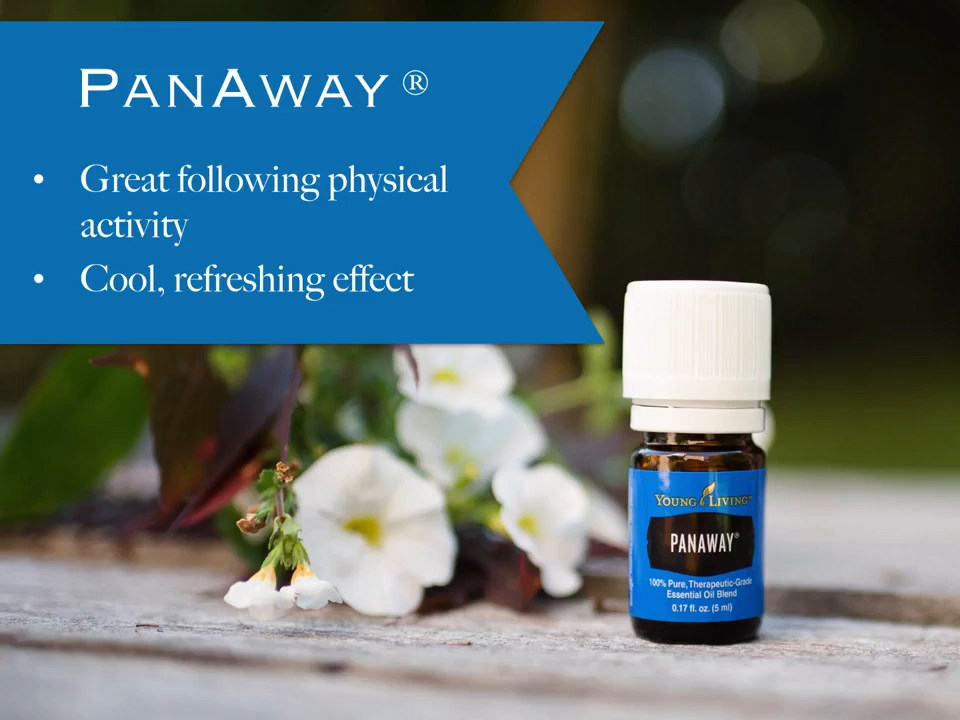 PANAWAY®
• Great following physical
activity
• Cool, refreshing effect
YOUNG LIVING™
PANAWAY®
100% Pure, Therapeutic-Grade
Essential Oil Blend
0.17 fl. oz. (5 ml)